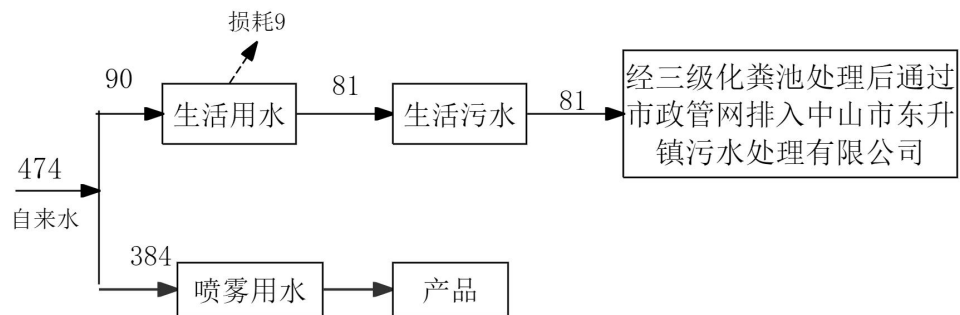 损耗9
90
生活用水
81
生活污水
81
经三级化粪池处理后通过
市政管网排入中山市东升
镇污水处理有限公司
474
自来水
384
喷雾用水
产品